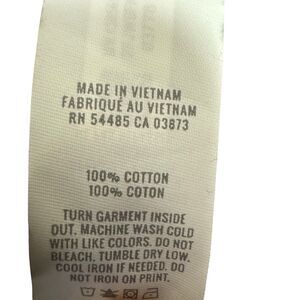 MADE IN VIETNAM
FABRIQUÉ AU VIETNAM
RN 54485 CA 03873
100% COTTON
100% COTON
TURN GARMENT INSIDE
OUT. MACHINE WASH COLD
WITH LIKE COLORS. DO NOT
BLEACH. TUMBLE DRY LOW.
COOL IRON IF NEEDED. DO
NOT IRON ON PRINT.